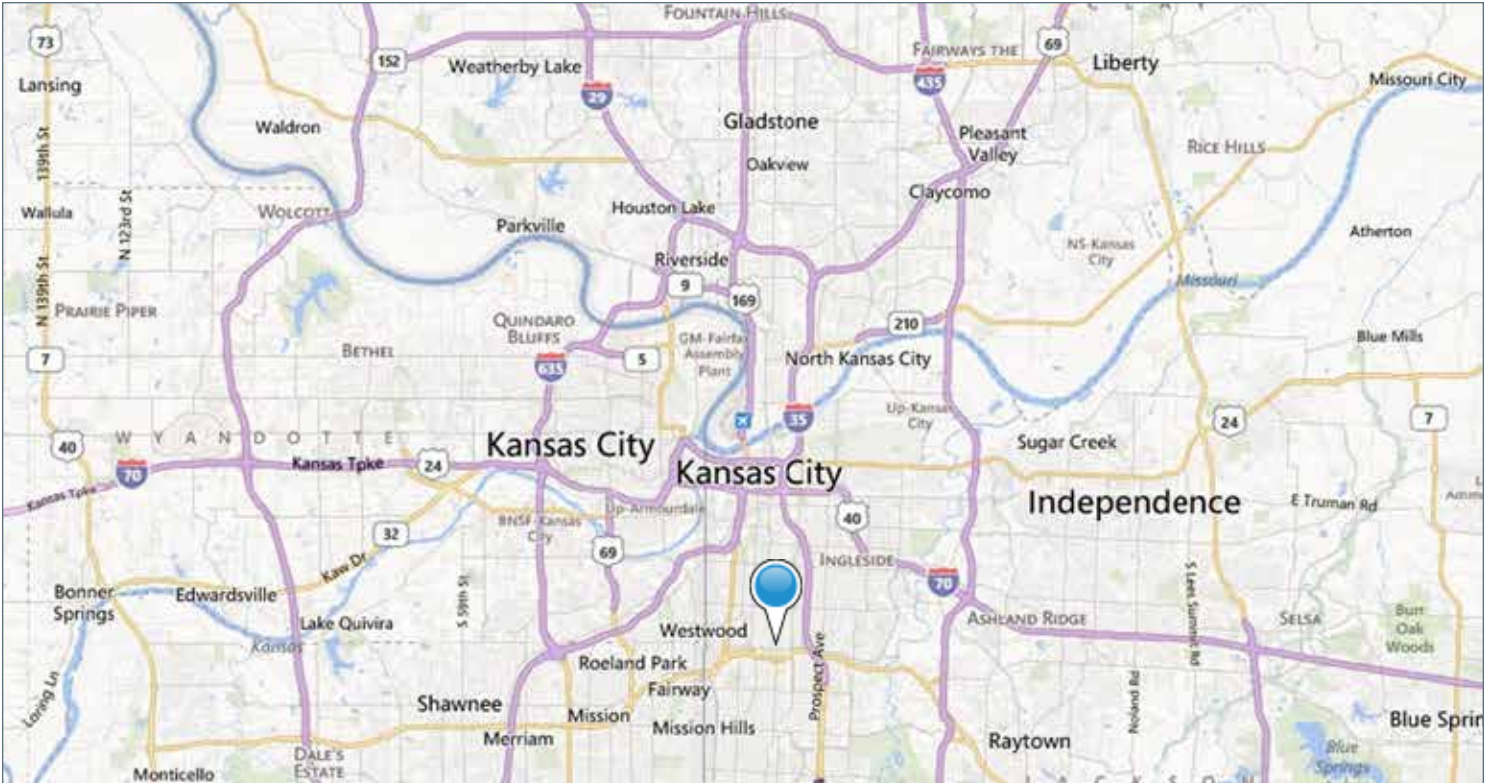 FOUNTAIN HILLS
73
152
Weatherby Lake
FAIRWAYS THE
69
Liberty
Lansing
29
435
Missouri City
Waldron
Gladstone
Pleasant
Valley
139th St
Oakview
RICE HILLS
Claycomo
Wallula
N 123rd St
WOLCOTT
Houston Lake
Parkville
Atherton
NS-Kansas
City
Riverside
N 139th St
9
169
Missouri
PRAIRIE PIPER
QUINDARO
BLUFFS
210
GM-Fairfax
Assembly
Plant
Blue Mills
7
BETHEL
635
5
North Kansas City
Up-Kansas
City
35
24
7
40
WYANDOTTE
Kansas City
Sugar Creek
70
Kansas Tpke
Kansas Tpke
24
Kansas City
Independence
E Truman Rd
Up-Armourdale
BNSF-Kansas
City
40
32
69
INGLESIDE
Kaw Dr
70
Bonner
Springs
Edwardsville
S 59th St
S Lees Summit Rd
Lake Quivira
Westwood
ASHLAND RIDGE
SELSA
Burr
Oak
Woods
Kansas
Roeland Park
Prospect Ave
Fairway
Noland Rd
Loring Ln
Shawnee
Mission
Mission Hills
Blue Sprin
Merriam
Raytown
DALE'S
ESTATE
Blue
Springs
Monticello